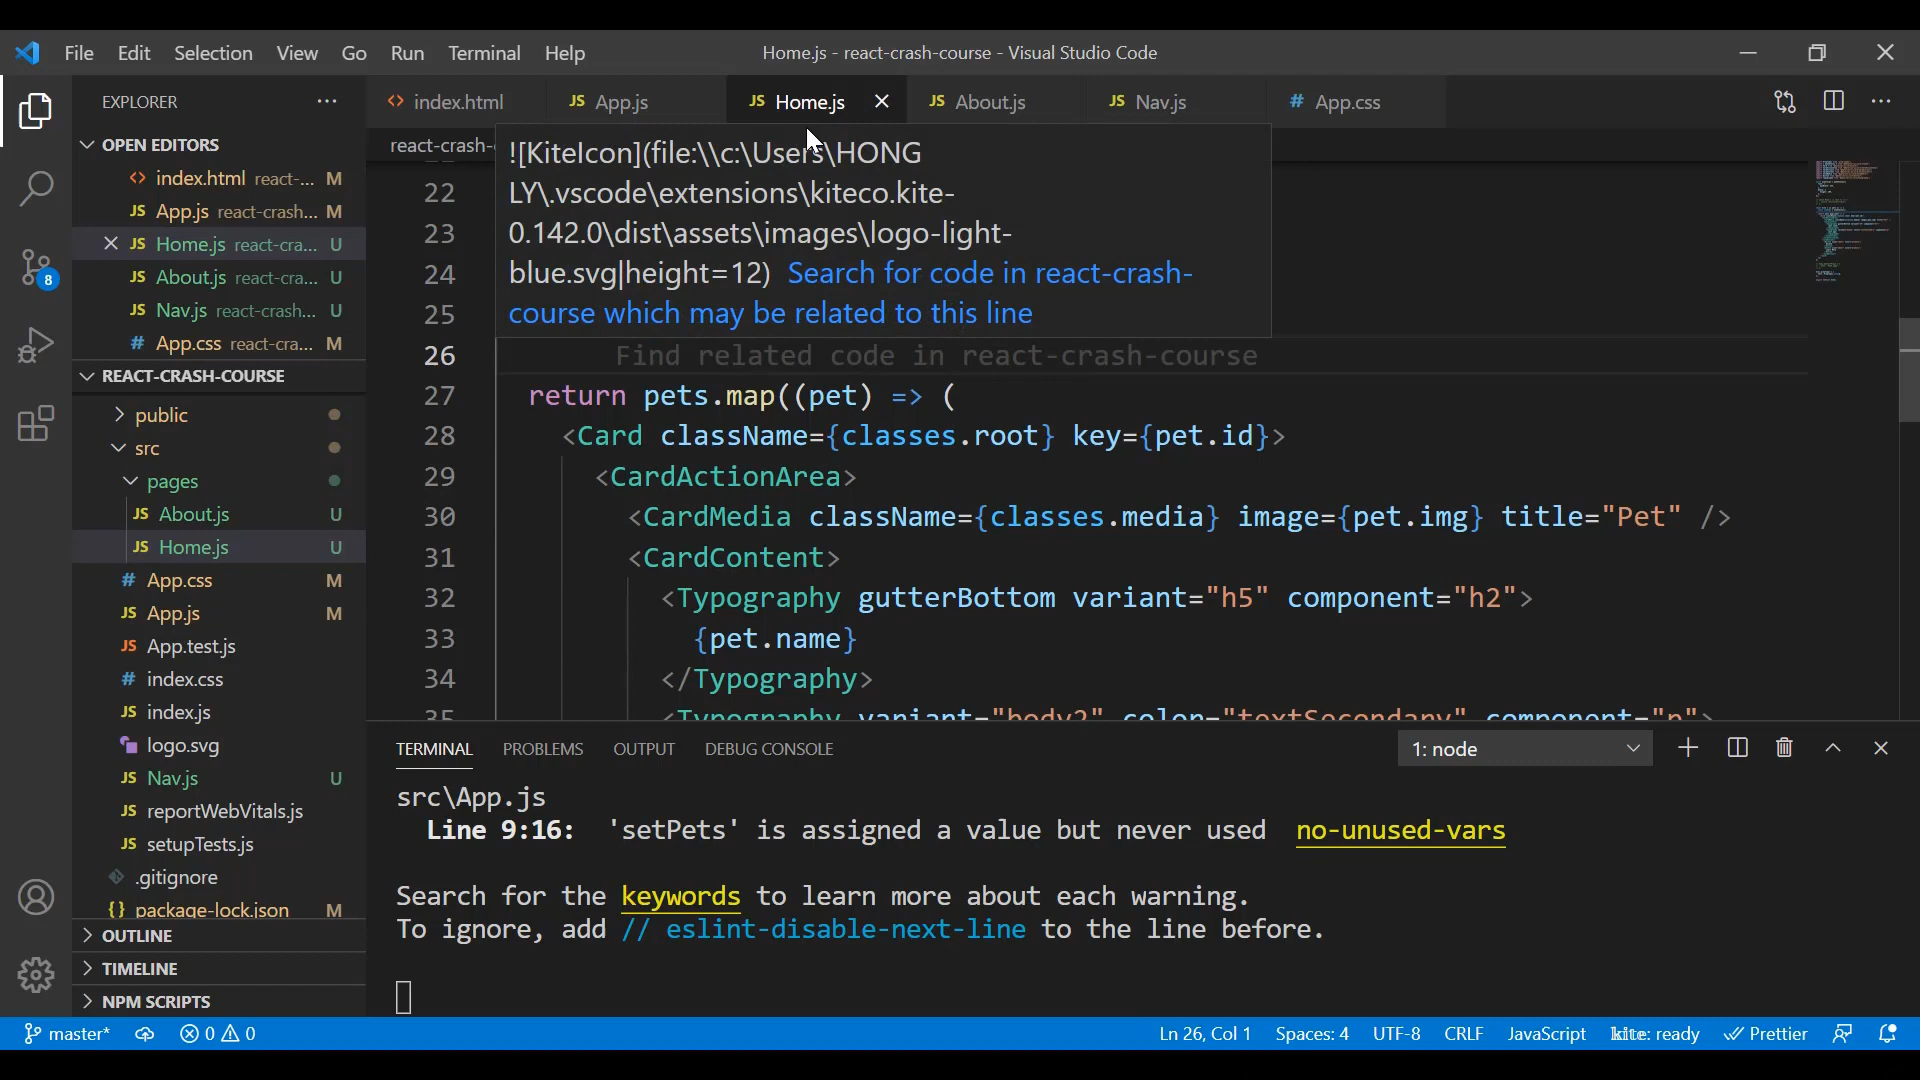 File Edit Selection View Go Run Terminal Help
Home.js - react-crash-course - Visual Studio Code
EXPLORER
OPEN EDITORS
index.html react-... M
App.js react-crash... M
Home.js react-cra... U
About.js react-cra... U
Nav.js react-crash... U
App.css react-cra... M
REACT-CRASH-COURSE
public
src
pages
About.js U
Home.js U
App.css M
App.js M
App.test.js
index.css
index.js
logo.svg
Nav.js U
reportWebVitals.js
setupTests.js
.gitignore
package-lock.json M
OUTLINE
TIMELINE
NPM SCRIPTS
8
index.html JS App.js JS Home.js JS About.js JS Nav.js # App.css
react-crash-
![KiteIcon](file:\\c:\Users\HONG
LY\.vscode\extensions\kiteco.kite-
0.142.0\dist\assets\images\logo-light-
blue.svg|height=12) Search for code in react-crash-
course which may be related to this line
22
23
24
25
26 Find related code in react-crash-course
27 return pets.map((pet) => (
28 <Card className={classes.root} key={pet.id}>
29 <CardActionArea>
30 <CardMedia className={classes.media} image={pet.img} title="Pet" />
31 <CardContent>
32 <Typography gutterBottom variant="h5" component="h2">
33 {pet.name}
34 </Typography>
35 <Typography variant="body2" color="textSecondary" component="p">
TERMINAL PROBLEMS OUTPUT DEBUG CONSOLE 1: node
src\App.js
Line 9:16: 'setPets' is assigned a value but never used no-unused-vars
Search for the keywords to learn more about each warning.
To ignore, add // eslint-disable-next-line to the line before.
master* 0 0 Ln 26, Col 1 Spaces: 4 UTF-8 CRLF JavaScript kite: ready Prettier